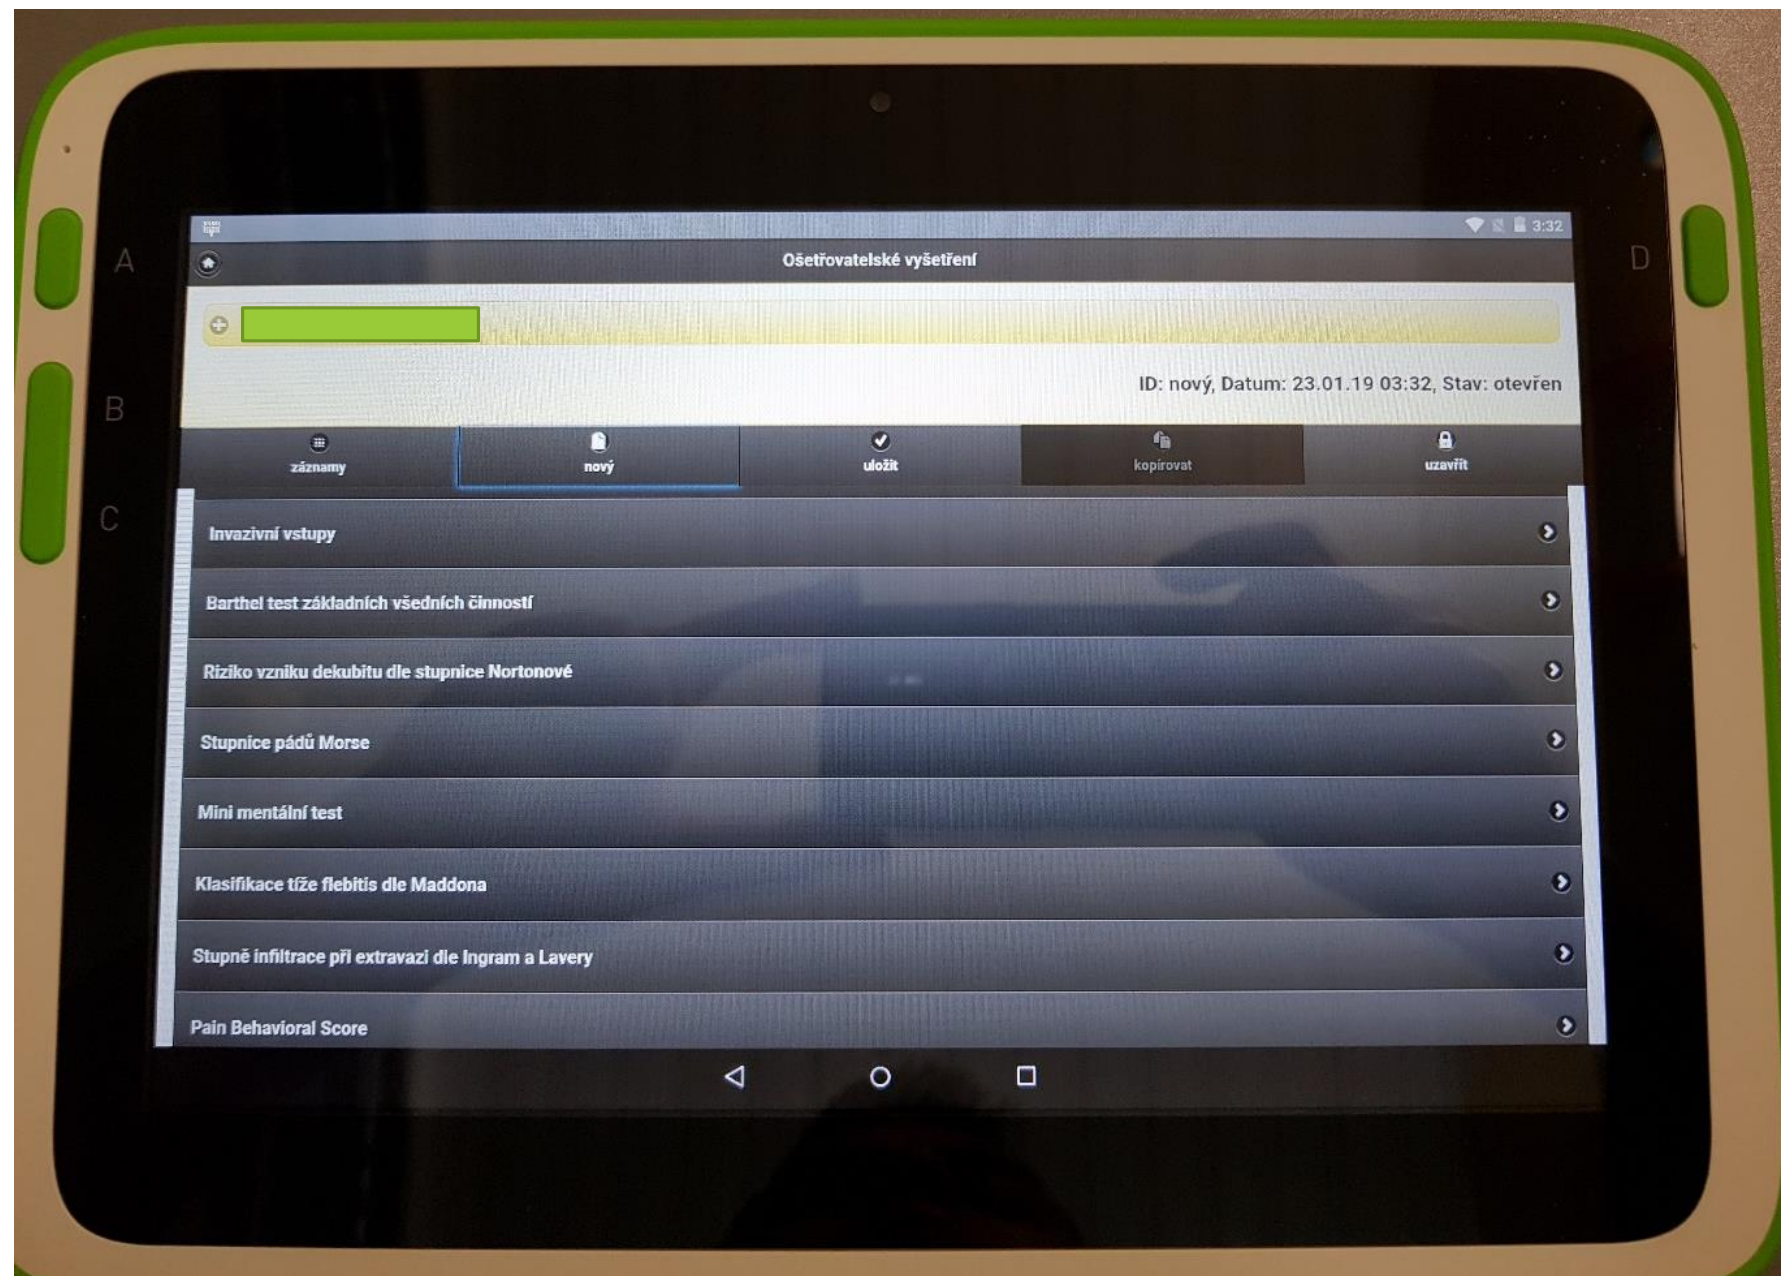 3:32
Ošetřovatelské vyšetření
ID: nový, Datum: 23.01.19 03:32, Stav: otevřen
záznamy nový uložit kopírovat uzavřít
Invazivní vstupy
Barthel test základních všedních činností
Riziko vzniku dekubitu dle stupnice Nortonové
Stupnice pádů Morse
Mini mentální test
Klasifikace tíže flebitis dle Maddona
Stupně infiltrace při extravazi dle Ingram a Lavery
Pain Behavioral Score
A
B
C
D